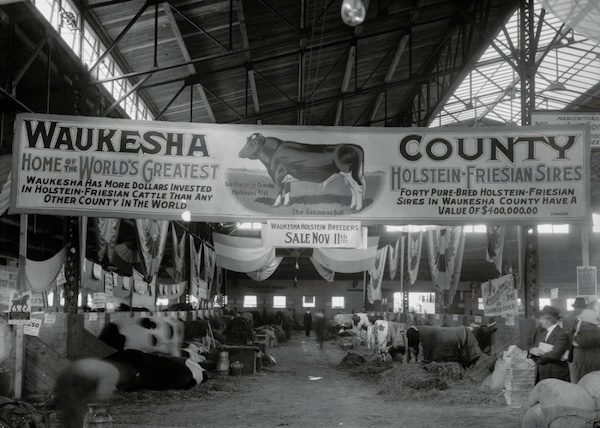 WAUKESHA COUNTY
HOME OF THE WORLD'S GREATEST HOLSTEIN-FRIESIAN SIRES
WAUKESHA HAS MORE DOLLARS INVESTED
IN HOLSTEIN-FRIESIAN CATTLE THAN ANY
OTHER COUNTY IN THE WORLD
FORTY PURE-BRED HOLSTEIN-FRIESIAN
SIRES IN WAUKESHA COUNTY HAVE A
VALUE OF $400,000.00
WAUKESHA HOLSTEIN BREEDERS
SALE NOV 11th